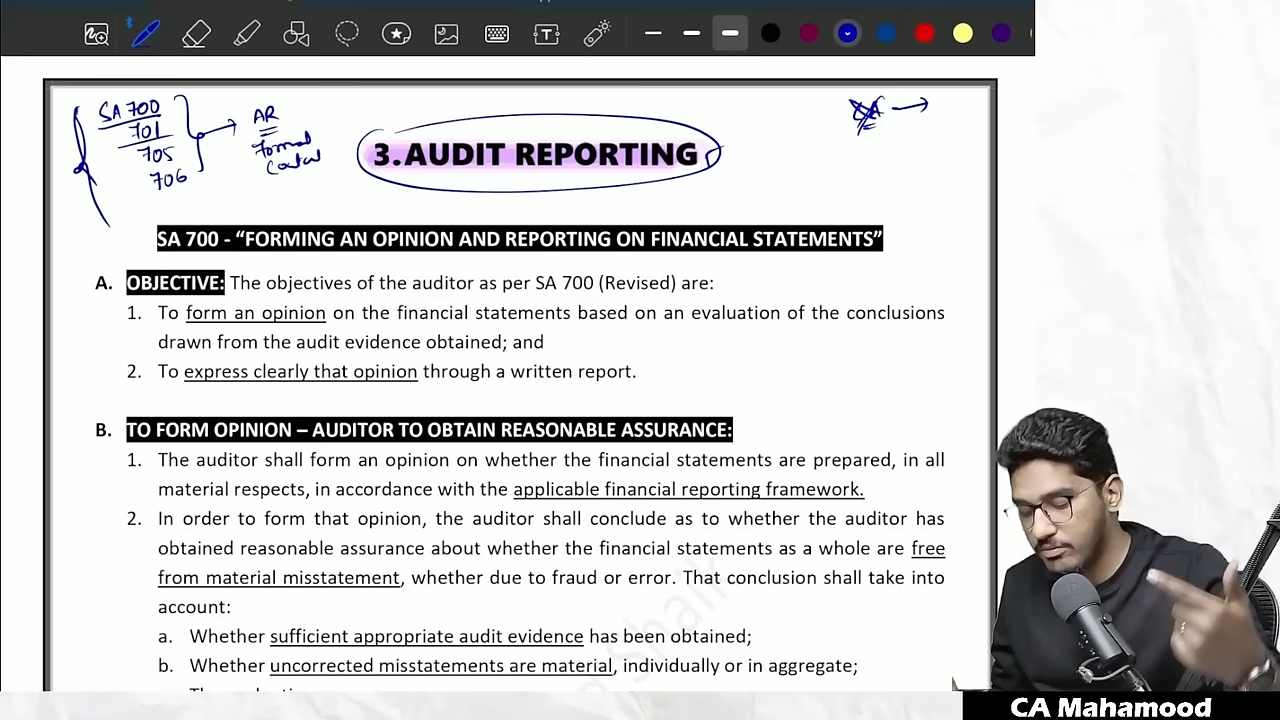 SA 700
701
705
706
AR
Format
3.AUDIT REPORTING
SA 700 - “FORMING AN OPINION AND REPORTING ON FINANCIAL STATEMENTS”
A. OBJECTIVE: The objectives of the auditor as per SA 700 (Revised) are:
1. To form an opinion on the financial statements based on an evaluation of the conclusions
drawn from the audit evidence obtained; and
2. To express clearly that opinion through a written report.
B. TO FORM OPINION – AUDITOR TO OBTAIN REASONABLE ASSURANCE:
1. The auditor shall form an opinion on whether the financial statements are prepared, in all
material respects, in accordance with the applicable financial reporting framework.
2. In order to form that opinion, the auditor shall conclude as to whether the auditor has
obtained reasonable assurance about whether the financial statements as a whole are free
from material misstatement, whether due to fraud or error. That conclusion shall take into
account:
a. Whether sufficient appropriate audit evidence has been obtained;
b. Whether uncorrected misstatements are material, individually or in aggregate;
CA Mahamood